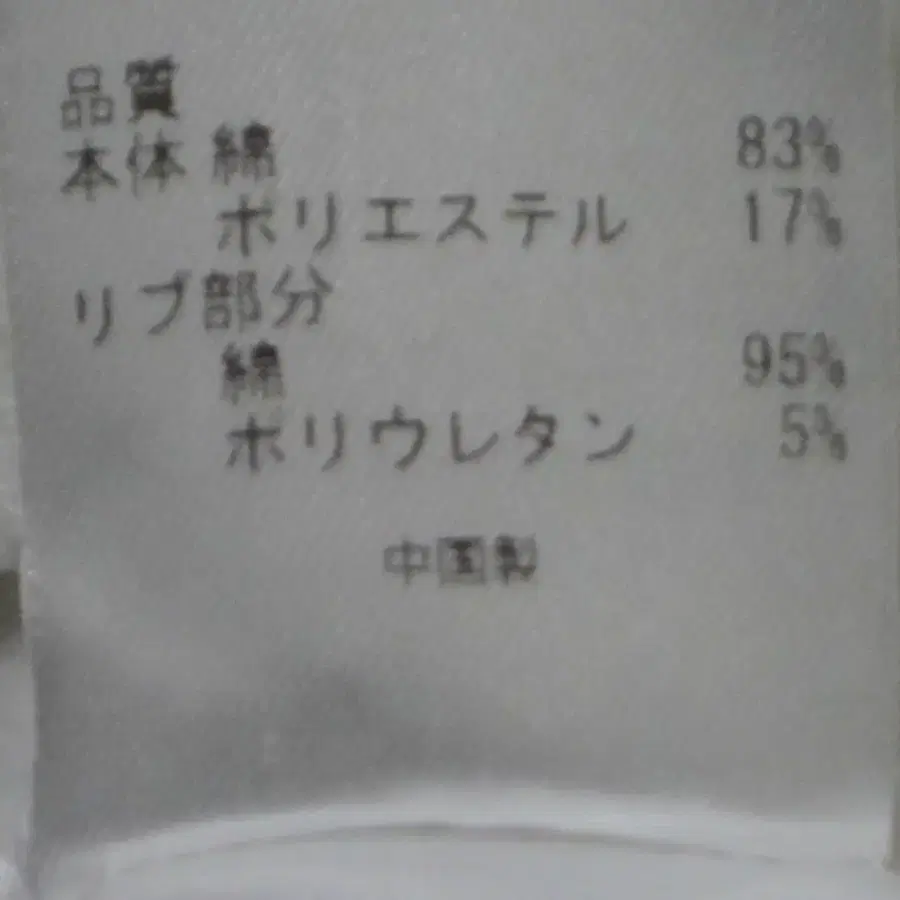 品質
本体 綿 83%
ポリエステル 17%
リブ部分
綿 95%
ポリウレタン 5%
中国製